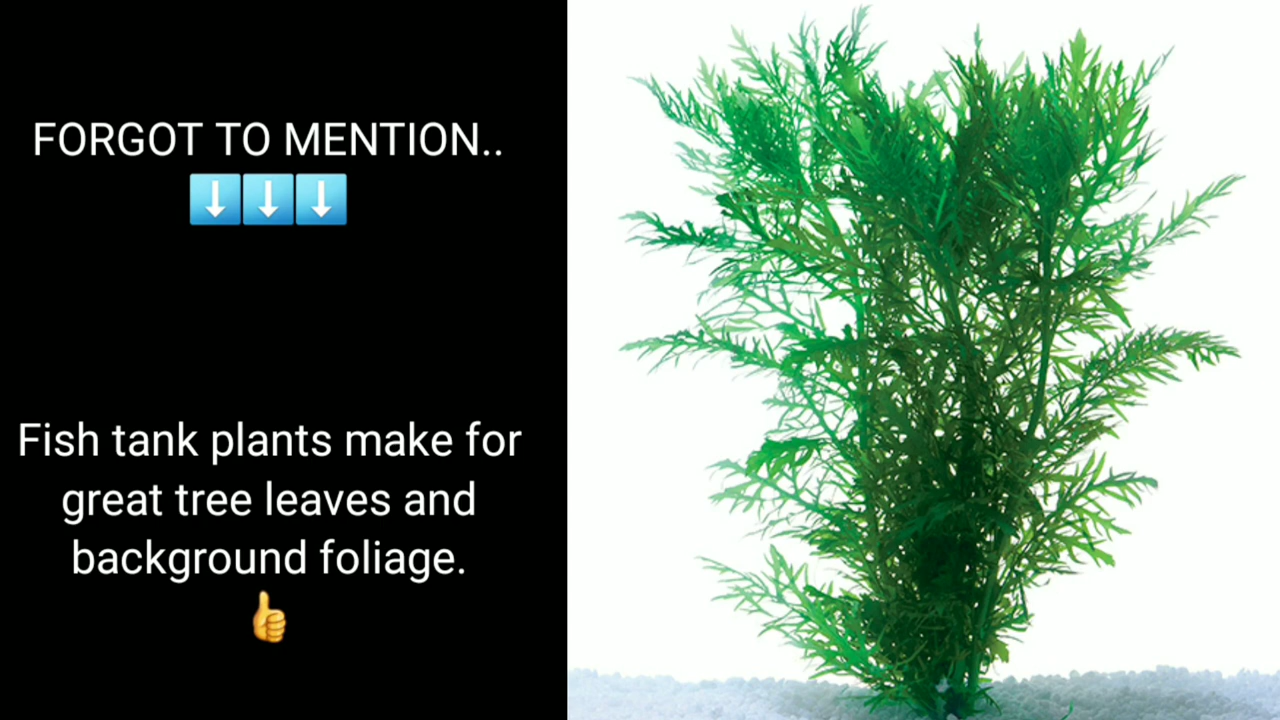 FORGOT TO MENTION..
⬇️⬇️⬇️
Fish tank plants make for
great tree leaves and
background foliage.
👍